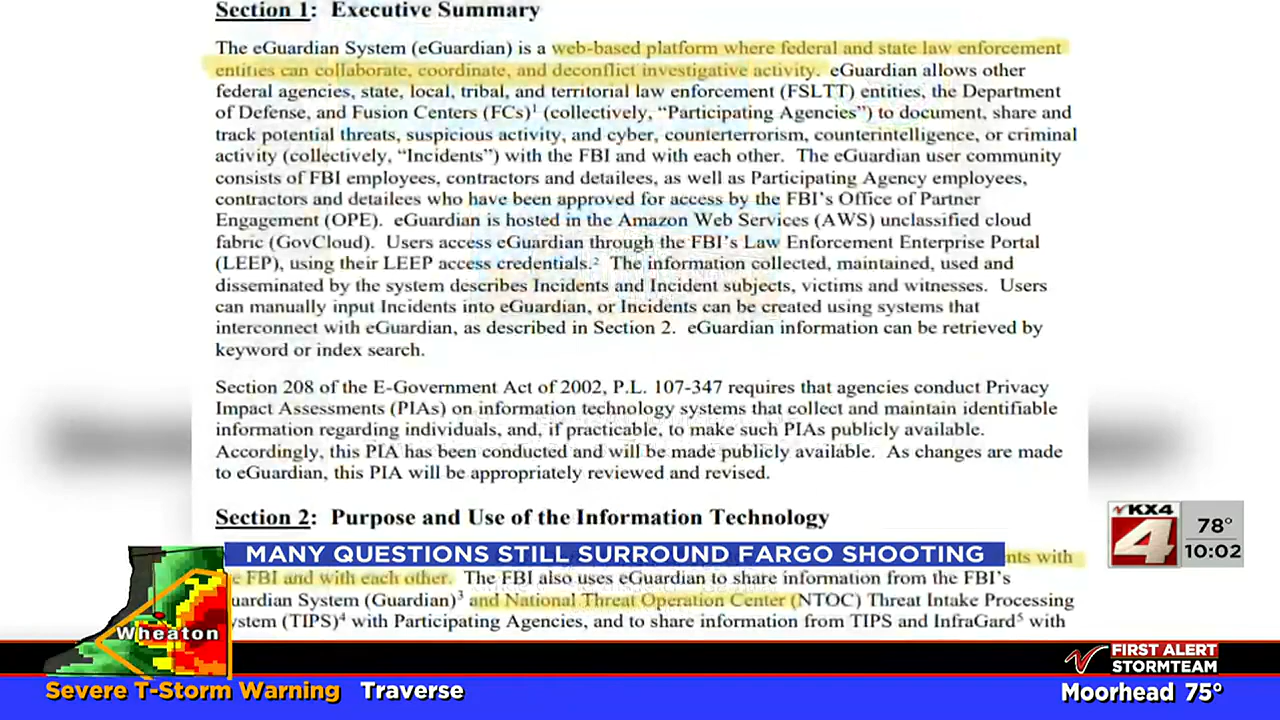 Section 1: Executive Summary
The eGuardian System (eGuardian) is a web-based platform where federal and state law enforcement
entities can collaborate, coordinate, and deconflict investigative activity. eGuardian allows other
federal agencies, state, local, tribal, and territorial law enforcement (FSLTT) entities, the Department
of Defense, and Fusion Centers (FCs)¹ (collectively, “Participating Agencies”) to document, share and
track potential threats, suspicious activity, and cyber, counterterrorism, counterintelligence, or criminal
activity (collectively, “Incidents”) with the FBI and with each other. The eGuardian user community
consists of FBI employees, contractors and detailees, as well as Participating Agency employees,
contractors and detailees who have been approved for access by the FBI’s Office of Partner
Engagement (OPE). eGuardian is hosted in the Amazon Web Services (AWS) unclassified cloud
fabric (GovCloud). Users access eGuardian through the FBI’s Law Enforcement Enterprise Portal
(LEEP), using their LEEP access credentials.² The information collected, maintained, used and
disseminated by the system describes Incidents and Incident subjects, victims and witnesses. Users
can manually input Incidents into eGuardian, or Incidents can be created using systems that
interconnect with eGuardian, as described in Section 2. eGuardian information can be retrieved by
keyword or index search.
Section 208 of the E-Government Act of 2002, P.L. 107-347 requires that agencies conduct Privacy
Impact Assessments (PIAs) on information technology systems that collect and maintain identifiable
information regarding individuals, and, if practicable, to make such PIAs publicly available.
Accordingly, this PIA has been conducted and will be made publicly available. As changes are made
to eGuardian, this PIA will be appropriately reviewed and revised.
Section 2: Purpose and Use of the Information Technology
KX4
4
78°
10:02
MANY QUESTIONS STILL SURROUND FARGO SHOOTING
with
FBI and with each other. The FBI also uses eGuardian to share information from the FBI’s
System (Guardian)³ and National Threat Operation Center (NTOC) Threat Intake Processing
(TIPS)⁴ with Participating Agencies, and to share information from TIPS and InfraGard⁵ with
Wheaton
FIRST ALERT
STORMTEAM
Severe T-Storm Warning Traverse
Moorhead 75°